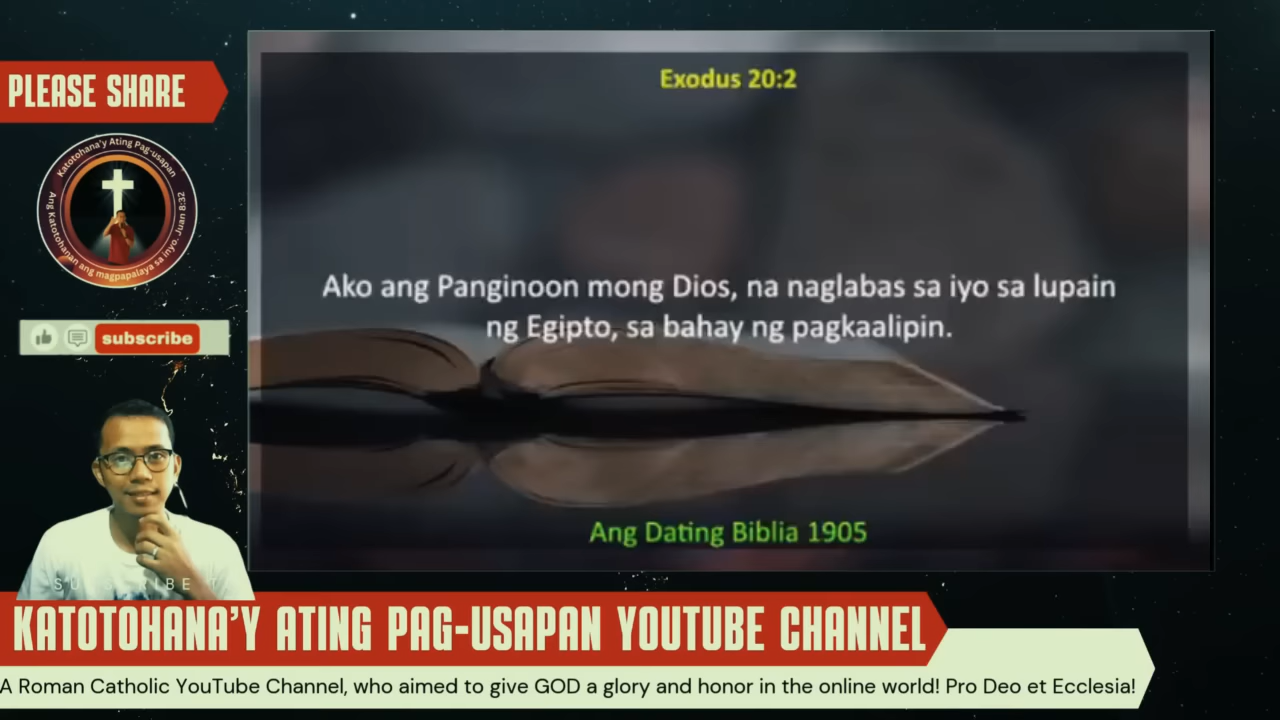 PLEASE SHARE
Katotohana'y Ating Pag-usapan
Ang Katotohanan ang magpapalaya sa inyo. Juan 8:32
subscribe
Exodus 20:2
Ako ang Panginoon mong Dios, na naglabas sa iyo sa lupain
ng Egipto, sa bahay ng pagkaalipin.
Ang Dating Biblia 1905
KATOTOHANA'Y ATING PAG-USAPAN YOUTUBE CHANNEL
A Roman Catholic YouTube Channel, who aimed to give GOD a glory and honor in the online world! Pro Deo et Ecclesia!